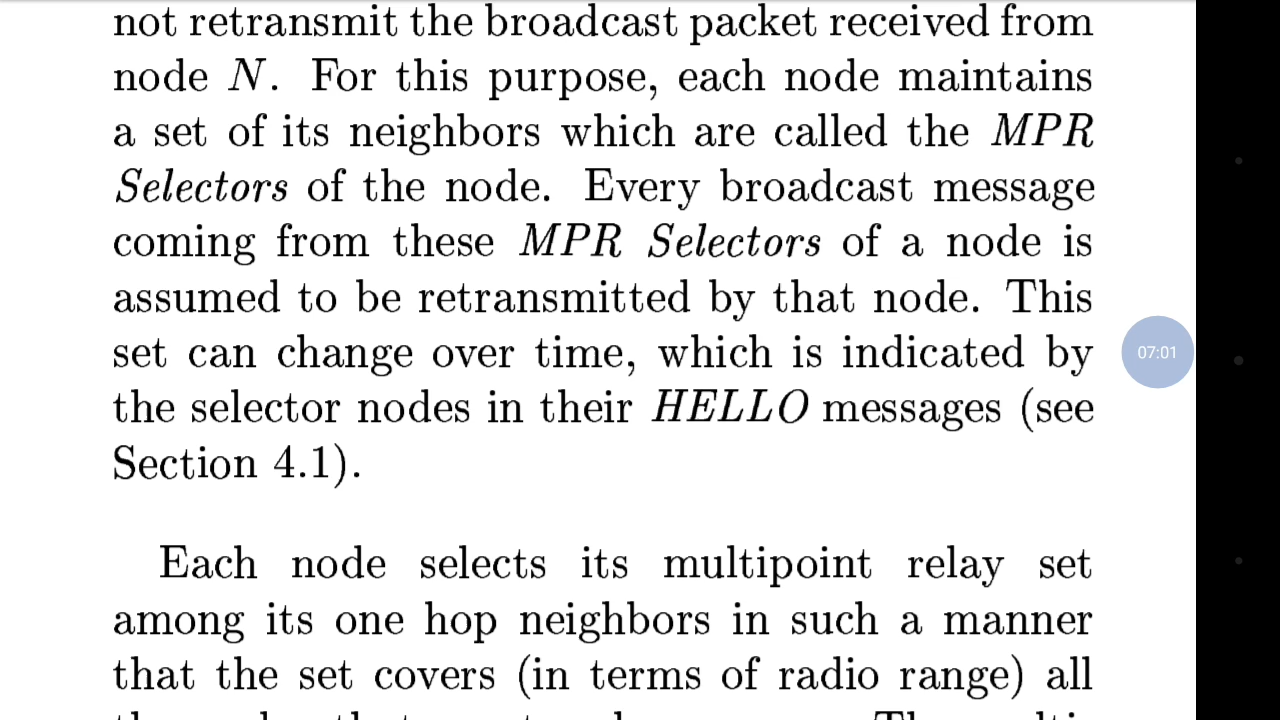 not retransmit the broadcast packet received from
node N. For this purpose, each node maintains
a set of its neighbors which are called the MPR
Selectors of the node. Every broadcast message
coming from these MPR Selectors of a node is
assumed to be retransmitted by that node. This
set can change over time, which is indicated by
the selector nodes in their HELLO messages (see
Section 4.1).
07:01
Each node selects its multipoint relay set
among its one hop neighbors in such a manner
that the set covers (in terms of radio range) all